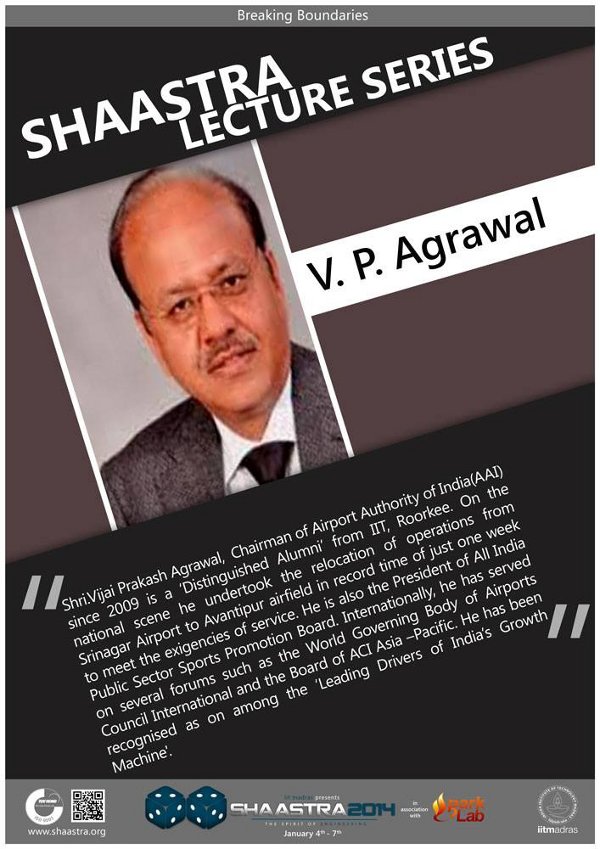 Breaking Boundaries
SHAASTRA
LECTURE SERIES
V. P. Agrawal
Shri.Vijai Prakash Agrawal, Chairman of Airport Authority of India(AAI)
since 2009 is a 'Distinguished Alumni' from IIT, Roorkee. On the
national scene he undertook the relocation of operations from
Srinagar Airport to Avantipur airfield in record time of just one week
to meet the exigencies of service. He is also the President of All India
Public Sector Sports Promotion Board. Internationally, he has served
on several forums such as the World Governing Body of Airports
Council International and the Board of ACI Asia –Pacific. He has been
recognised as on among the 'Leading Drivers of India's Growth
Machine'.
www.shaastra.org
iit madras presents
SHAASTRA2014
THE SPIRIT OF ENGINEERING
January 4th - 7th
in
association
with
Park
Lab
iitmadras